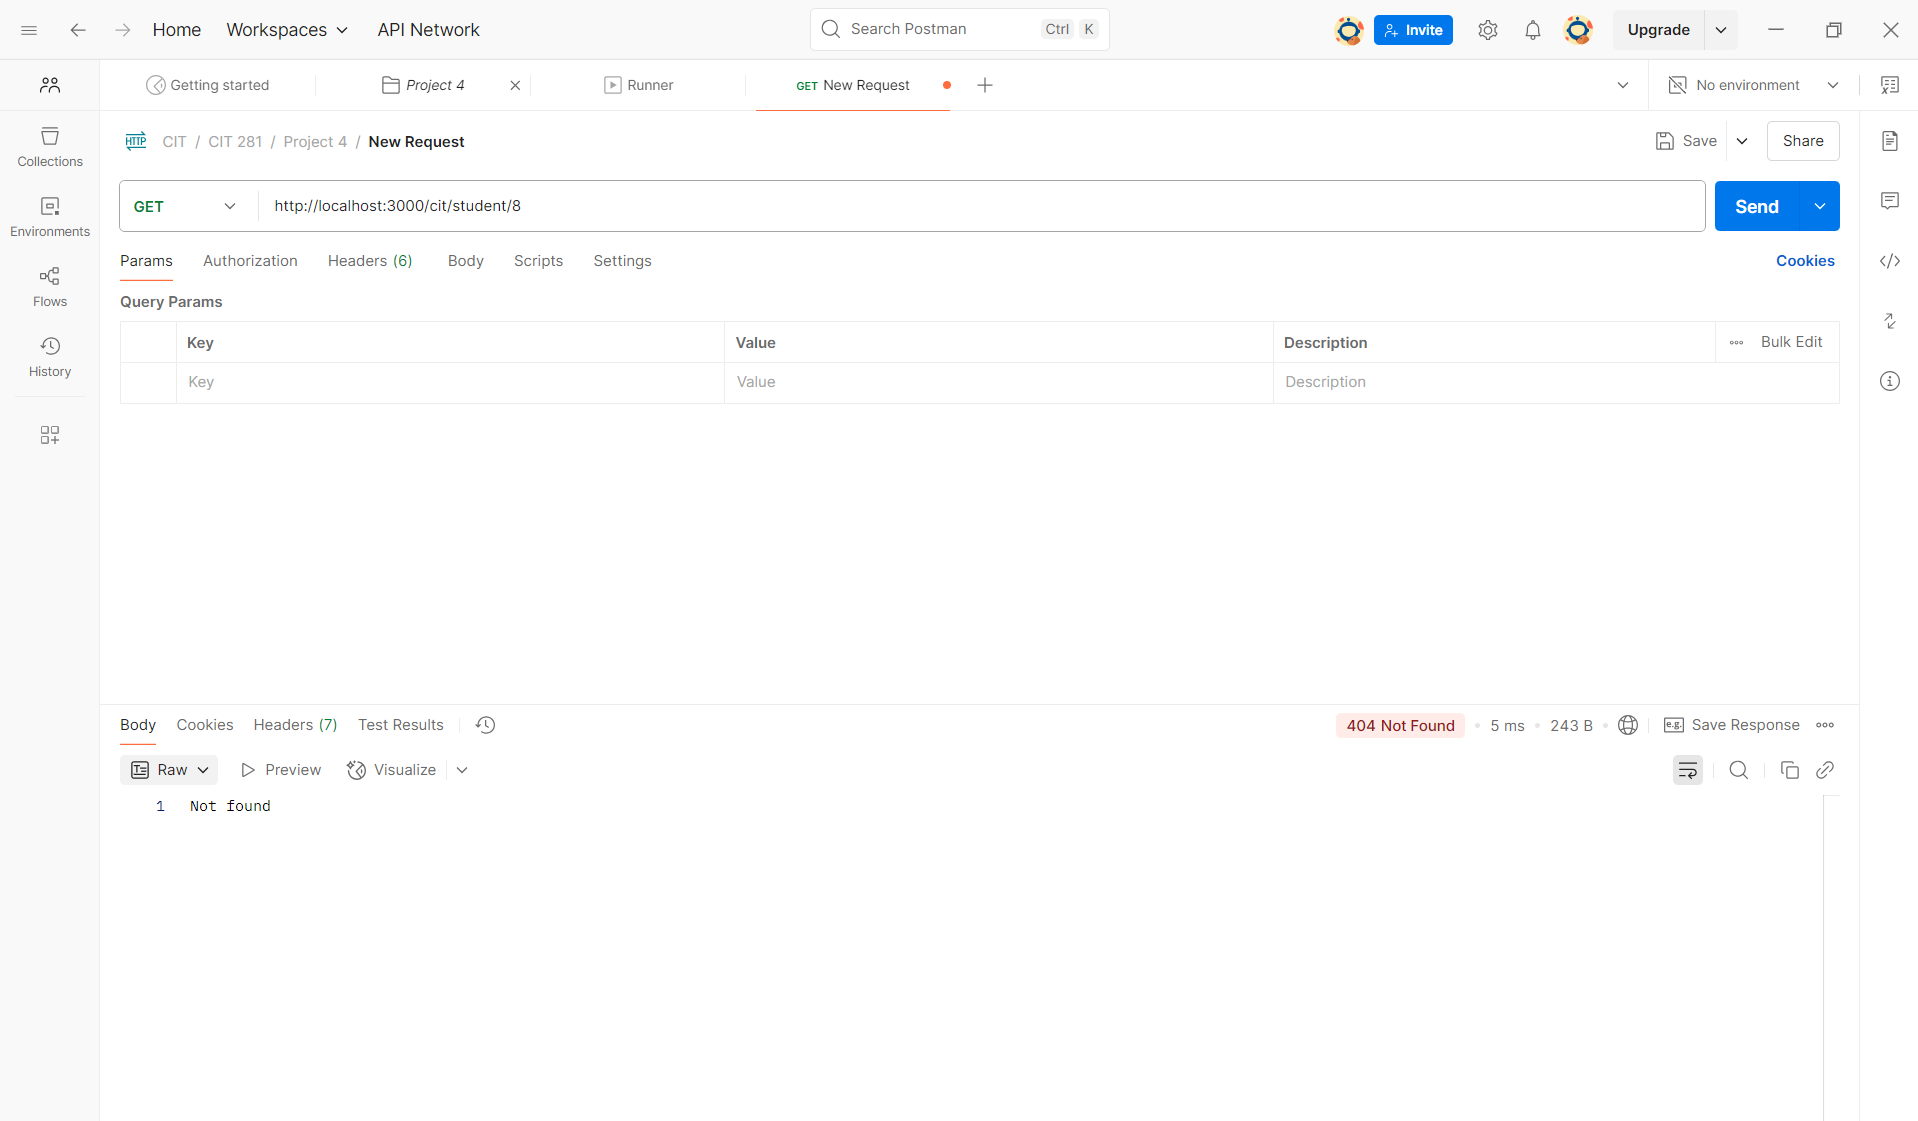 Home Workspaces API Network Search Postman Ctrl K Invite Upgrade
Getting started Project 4 Runner GET New Request No environment
HTTP CIT / CIT 281 / Project 4 / New Request Save Share
Collections
GET http://localhost:3000/cit/student/8 Send
Environments
Params Authorization Headers (6) Body Scripts Settings Cookies
Flows
Query Params
Key Value Description Bulk Edit
History
Key Value Description
Body Cookies Headers (7) Test Results 404 Not Found 5 ms 243 B e.g. Save Response
Raw Preview Visualize
1 Not found